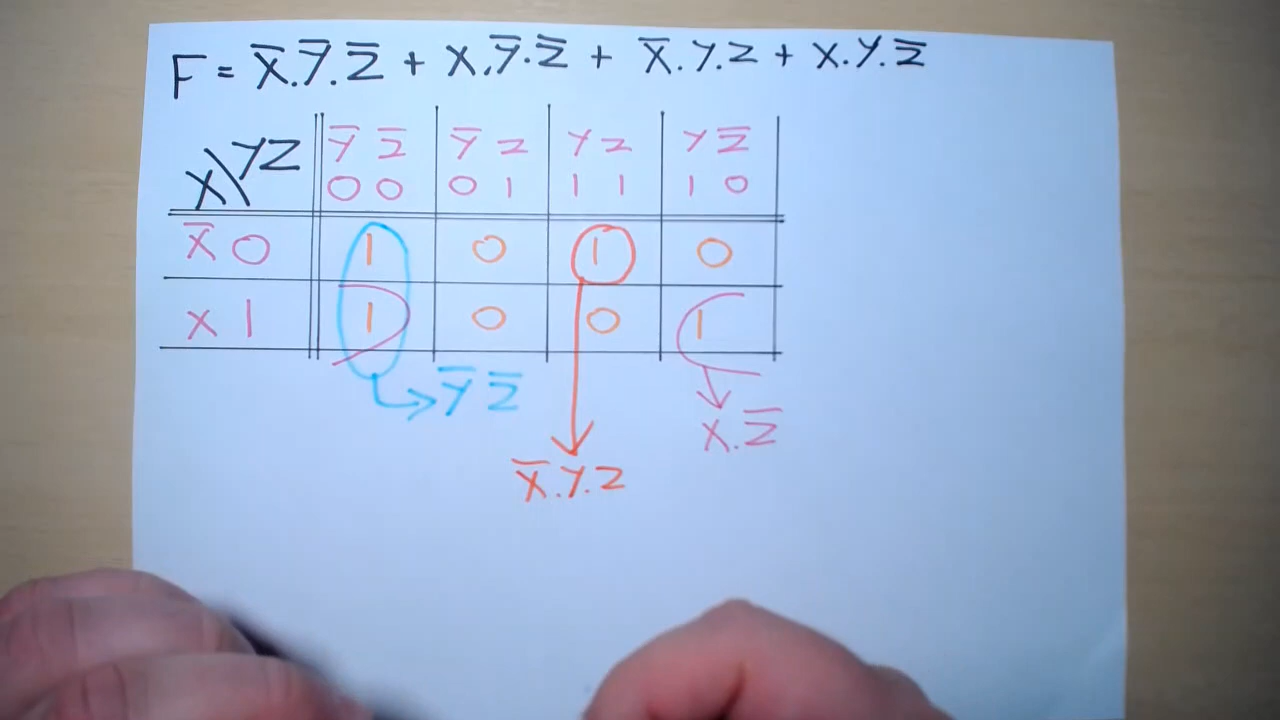 F = X̅.Y̅.Z̅ + X.Y̅.Z̅ + X̅.Y.Z + X.Y.Z̅
X\YZ Y̅ Z̅ Y̅ Z Y Z Y Z̅
0 0 0 1 1 1 1 0
X̅ 0 1 0 1 0
X 1 1 0 0 1
Y̅ Z̅
X.Z̅
X̅.Y.Z